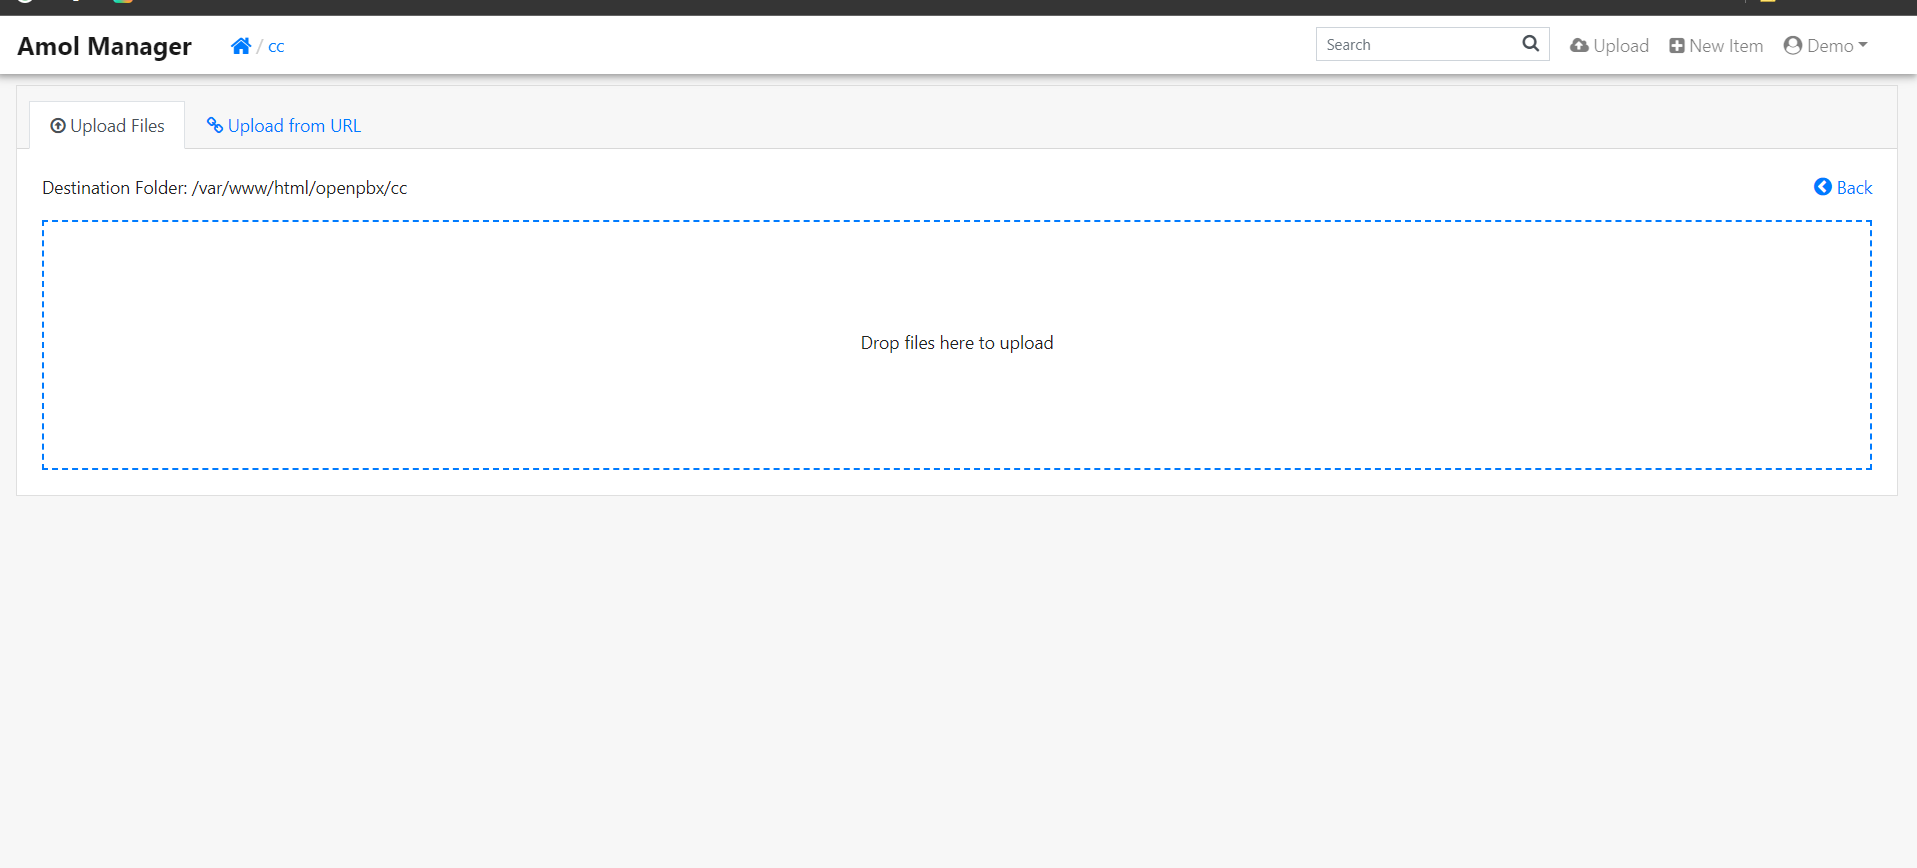 Amol Manager / cc Search Upload New Item Demo
Upload Files Upload from URL
Destination Folder: /var/www/html/openpbx/cc Back
Drop files here to upload